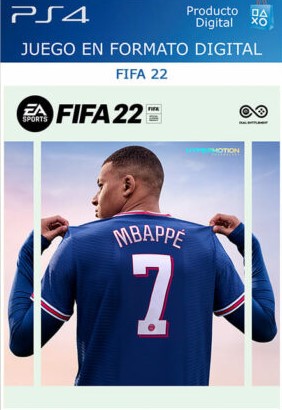 PS4
Producto
Digital
JUEGO EN FORMATO DIGITAL
FIFA 22
EA
SPORTS
FIFA 22
FIFA
DUAL ENTITLEMENT
HYPERMOTION
MBAPPÉ
7